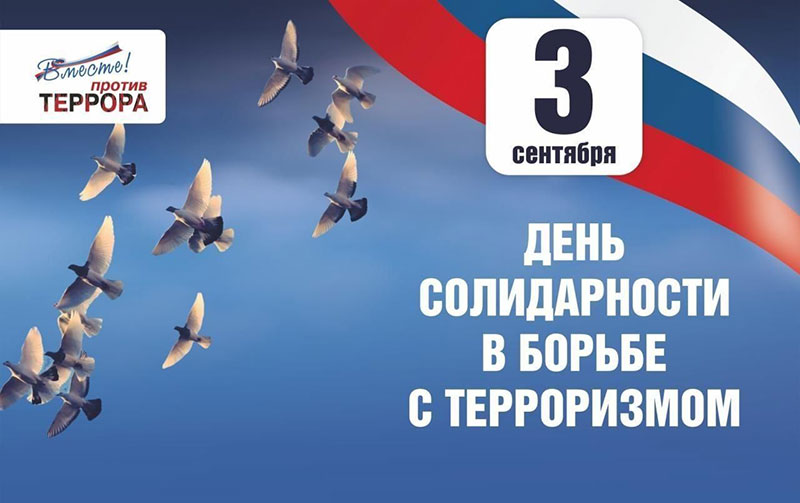 Вместе!
против
ТЕРРОРА
3
сентября
ДЕНЬ
СОЛИДАРНОСТИ
В БОРЬБЕ
С ТЕРРОРИЗМОМ